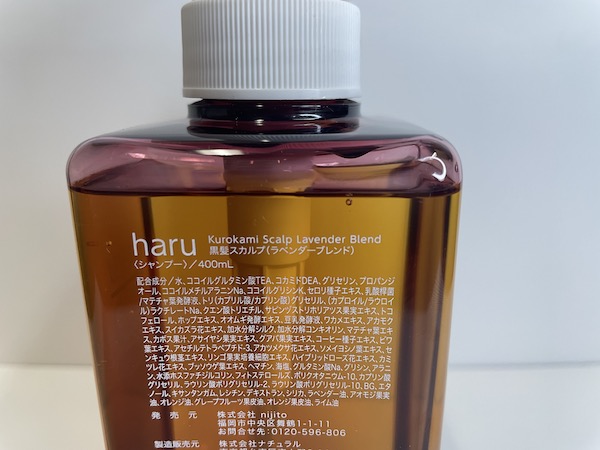 haru Kurokami Scalp Lavender Blend
黒髪スカルプ(ラベンダーブレンド)
〈シャンプー〉/400mL
配合成分/水、ココイルグルタミン酸TEA、コカミドDEA、グリセリン、プロパンジ
オール、ココイルメチルアラニンNa、ココイルグリシンK、セロリ種子エキス、乳酸桿菌
/マテチャ葉発酵液、トリ(カプリル酸/カプリン酸)グリセリル、(カプロイル/ラウロイ
ル)ラクチレートNa、クエン酸トリエチル、サピンヅストリホリアツス果実エキス、トコ
フェロール、ホップエキス、オオムギ発酵エキス、豆乳発酵液、ワカメエキス、アカモク
エキス、スイカズラ花エキス、加水分解シルク、加水分解コンキオリン、マテチャ葉エキ
ス、カポス果汁、アサイヤシ果実エキス、グアバ果実エキス、コーヒー種子エキス、ビワ
葉エキス、アセチルテトラペプチド-3、アカツメクサ花エキス、ソメイヨシノ葉エキス、セ
ンキュウ根茎エキス、リンゴ果実培養細胞エキス、ハイブリッドローズ花エキス、カミ
ツレ花エキス、ブッソウゲ葉エキス、ヘマチン、海塩、グルタミン酸Na、グリシン、アラニ
ン、水添ホスファチジルコリン、フィトステロールズ、ポリクオタニウム-10、カプリン酸
グリセリル、ラウリン酸ポリグリセリル-2、ラウリン酸ポリグリセリル-10、BG、エタ
ノール、キサンタンガム、レシチン、デキストラン、シリカ、ラベンダー油、アオモジ果実
油、オレンジ油、グレープフルーツ果皮油、オレンジ果皮油、ライム油
発売元 株式会社 nijito
福岡市中央区舞鶴1-1-11
お問合せ先:0120-596-806
製造販売元 株式会社ナチュラル